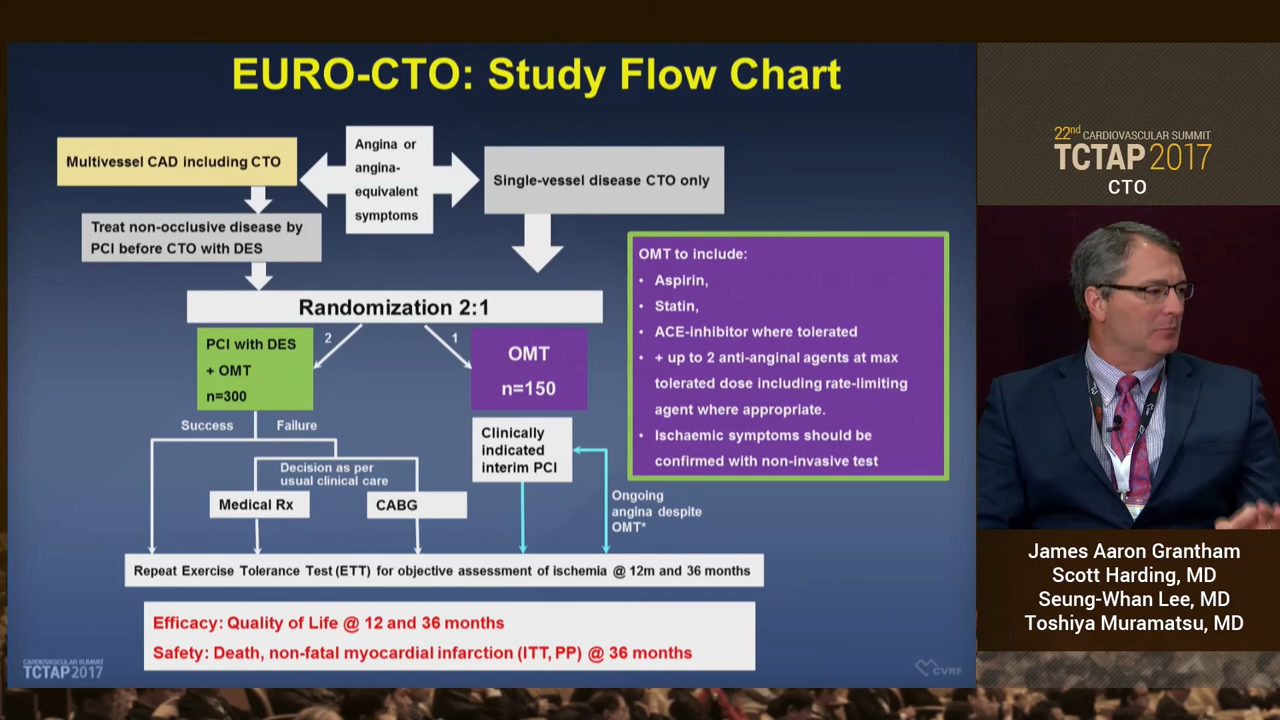 EURO-CTO: Study Flow Chart
Multivessel CAD including CTO
Angina or
angina-
equivalent
symptoms
Single-vessel disease CTO only
Treat non-occlusive disease by
PCI before CTO with DES
Randomization 2:1
2
1
PCI with DES
+ OMT
n=300
OMT
n=150
OMT to include:
• Aspirin,
• Statin,
• ACE-inhibitor where tolerated
• + up to 2 anti-anginal agents at max
tolerated dose including rate-limiting
agent where appropriate.
• Ischaemic symptoms should be
confirmed with non-invasive test
Success
Failure
Decision as per
usual clinical care
Medical Rx
CABG
Clinically
indicated
interim PCI
Ongoing
angina despite
OMT*
Repeat Exercise Tolerance Test (ETT) for objective assessment of ischemia @ 12m and 36 months
Efficacy: Quality of Life @ 12 and 36 months
Safety: Death, non-fatal myocardial infarction (ITT, PP) @ 36 months
CARDIOVASCULAR SUMMIT
TCTAP2017
CVRF
22nd CARDIOVASCULAR SUMMIT
TCTAP 2017
CTO
James Aaron Grantham
Scott Harding, MD
Seung-Whan Lee, MD
Toshiya Muramatsu, MD